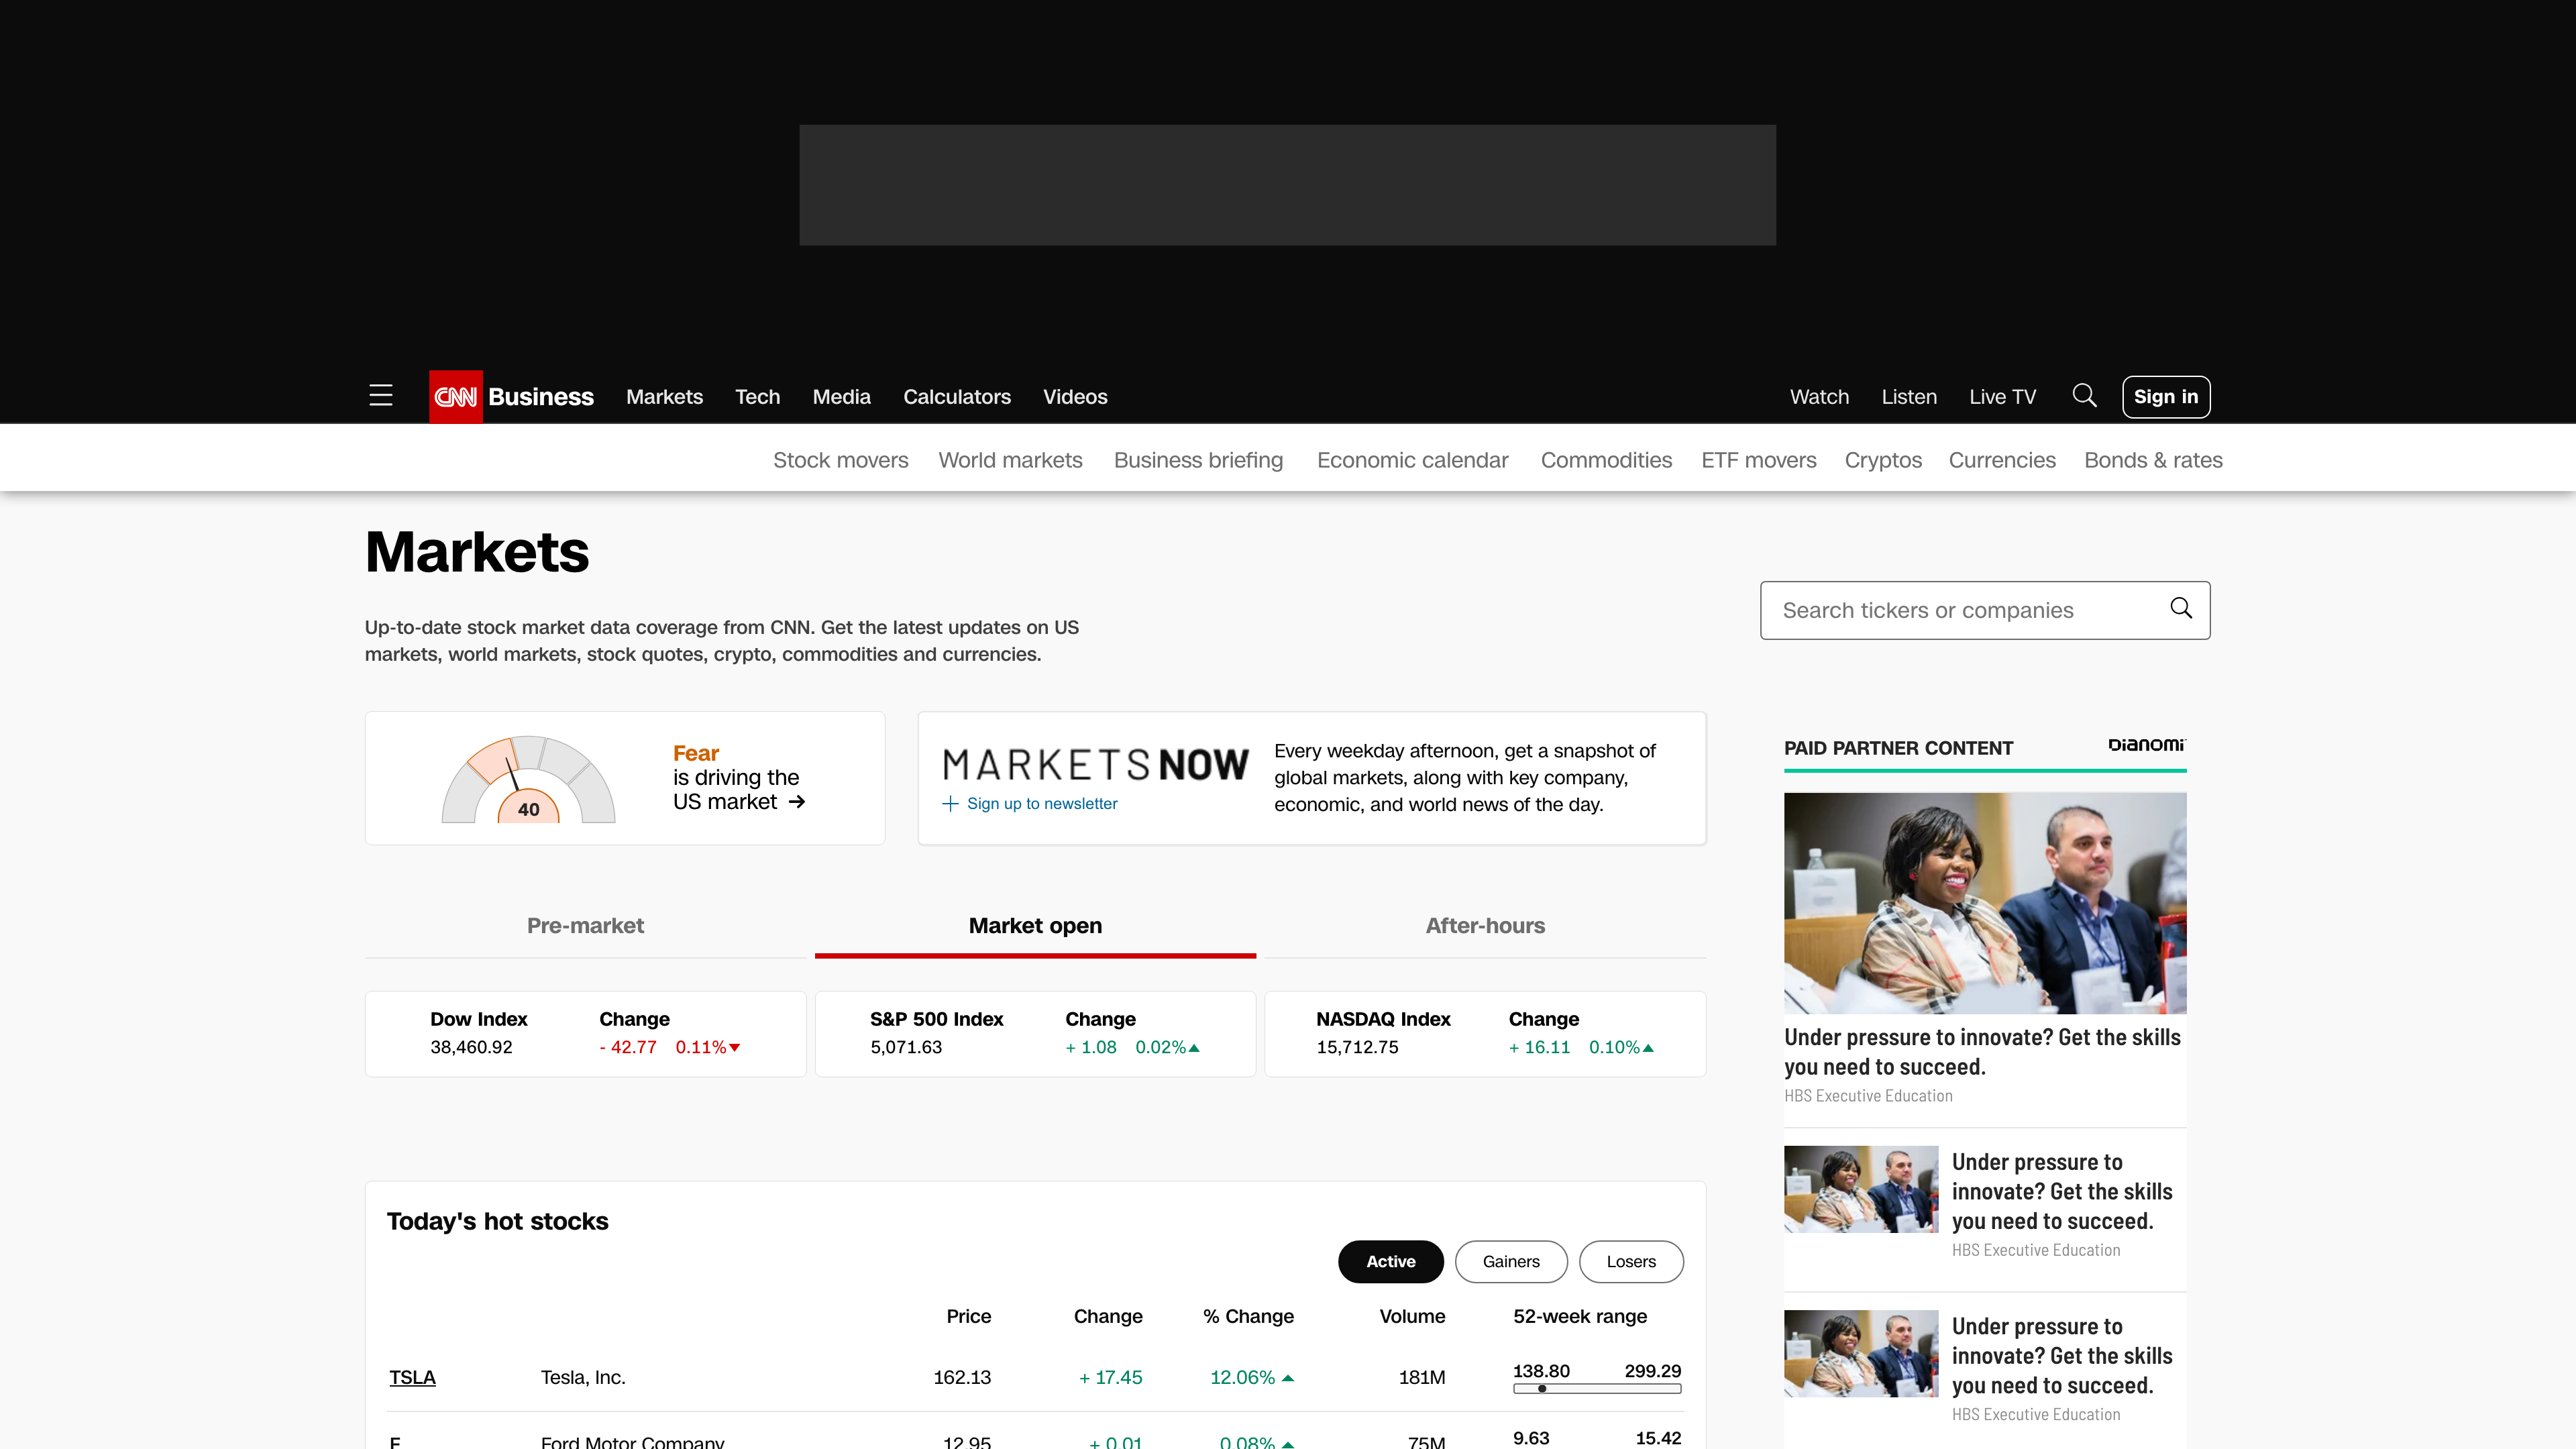 CNN Business Markets Tech Media Calculators Videos Watch Listen Live TV Sign in
Stock movers World markets Business briefing Economic calendar Commodities ETF movers Cryptos Currencies Bonds & rates
Markets
Up-to-date stock market data coverage from CNN. Get the latest updates on US
markets, world markets, stock quotes, crypto, commodities and currencies.
Search tickers or companies
40
Fear
is driving the
US market →
MARKETS NOW
+ Sign up to newsletter
Every weekday afternoon, get a snapshot of
global markets, along with key company,
economic, and world news of the day.
Pre-market Market open After-hours
Dow Index Change
38,460.92 - 42.77 0.11%▼
S&P 500 Index Change
5,071.63 + 1.08 0.02%▲
NASDAQ Index Change
15,712.75 + 16.11 0.10%▲
Today's hot stocks
Active Gainers Losers
Price Change % Change Volume 52-week range
TSLA Tesla, Inc. 162.13 + 17.45 12.06% ▲ 181M 138.80 299.29
F Ford Motor Company 12.95 + 0.01 0.08% ▲ 75M 9.63 15.42
PAID PARTNER CONTENT Dianomi
Under pressure to innovate? Get the skills
you need to succeed.
HBS Executive Education
Under pressure to
innovate? Get the skills
you need to succeed.
HBS Executive Education
Under pressure to
innovate? Get the skills
you need to succeed.
HBS Executive Education